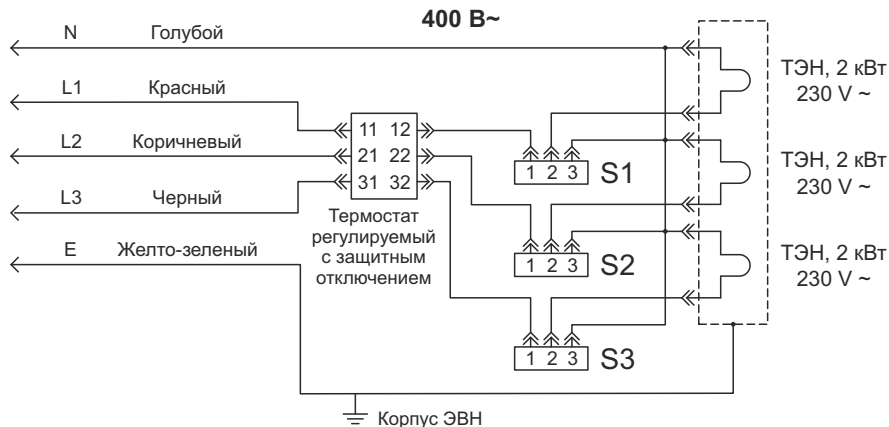 400 В~
N Голубой
L1 Красный
L2 Коричневый
L3 Черный
E Желто-зеленый
11 12
21 22
31 32
Термостат
регулируемый
с защитным
отключением
1 2 3 S1
1 2 3 S2
1 2 3 S3
ТЭН, 2 кВт
230 V ~
ТЭН, 2 кВт
230 V ~
ТЭН, 2 кВт
230 V ~
Корпус ЭВН